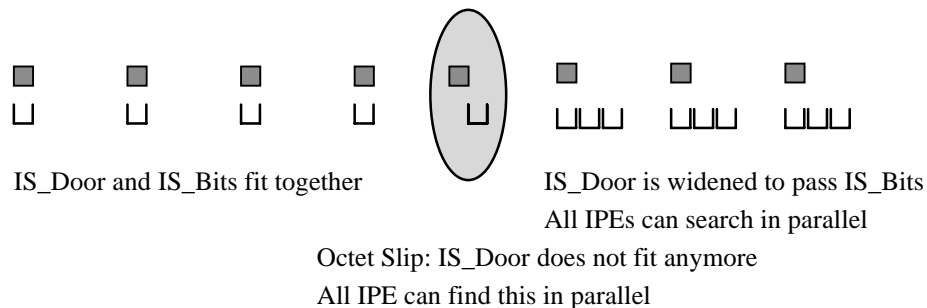 IS_Door and IS_Bits fit together
IS_Door is widened to pass IS_Bits
All IPEs can search in parallel
Octet Slip: IS_Door does not fit anymore
All IPE can find this in parallel